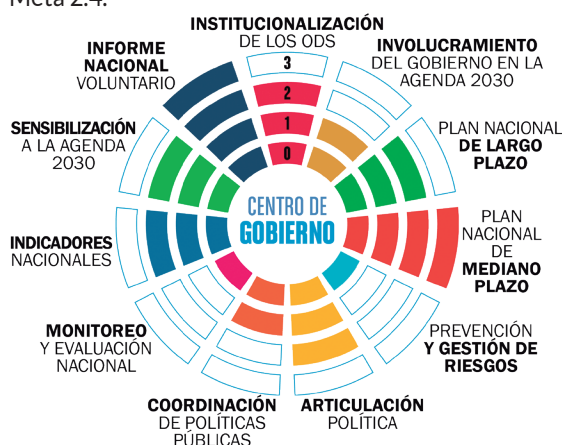 Meta 2.4.
INSTITUCIONALIZACIÓN
DE LOS ODS
3
2
1
0
INVOLUCRAMIENTO
DEL GOBIERNO EN LA
AGENDA 2030
PLAN NACIONAL
DE LARGO
PLAZO
PLAN
NACIONAL
DE
MEDIANO
PLAZO
PREVENCIÓN
Y GESTIÓN DE
RIESGOS
ARTICULACIÓN
POLÍTICA
COORDINACIÓN
DE POLÍTICAS
PÚBLICAS
MONITOREO
Y EVALUACIÓN
NACIONAL
INDICADORES
NACIONALES
SENSIBILIZACIÓN
A LA AGENDA
2030
INFORME
NACIONAL
VOLUNTARIO
CENTRO DE
GOBIERNO